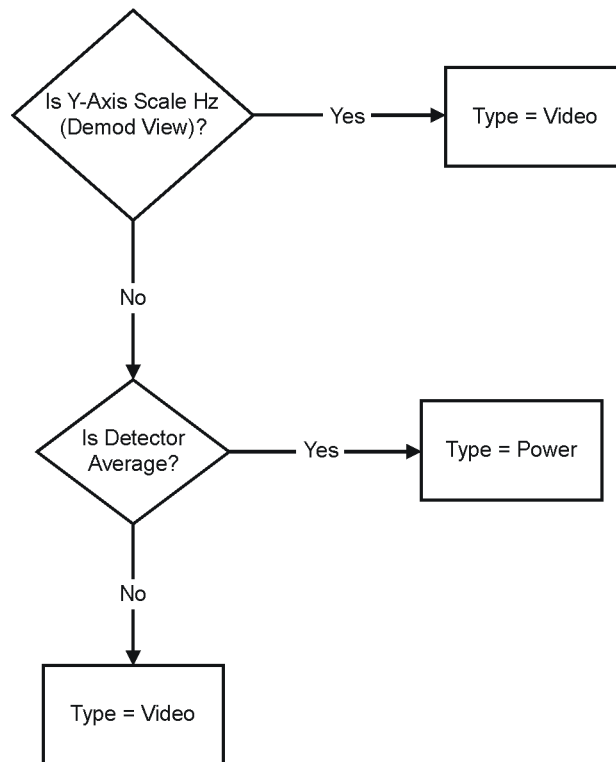 Is Y-Axis Scale Hz
(Demod View)?
Yes
Type = Video
No
Is Detector
Average?
Yes
Type = Power
No
Type = Video